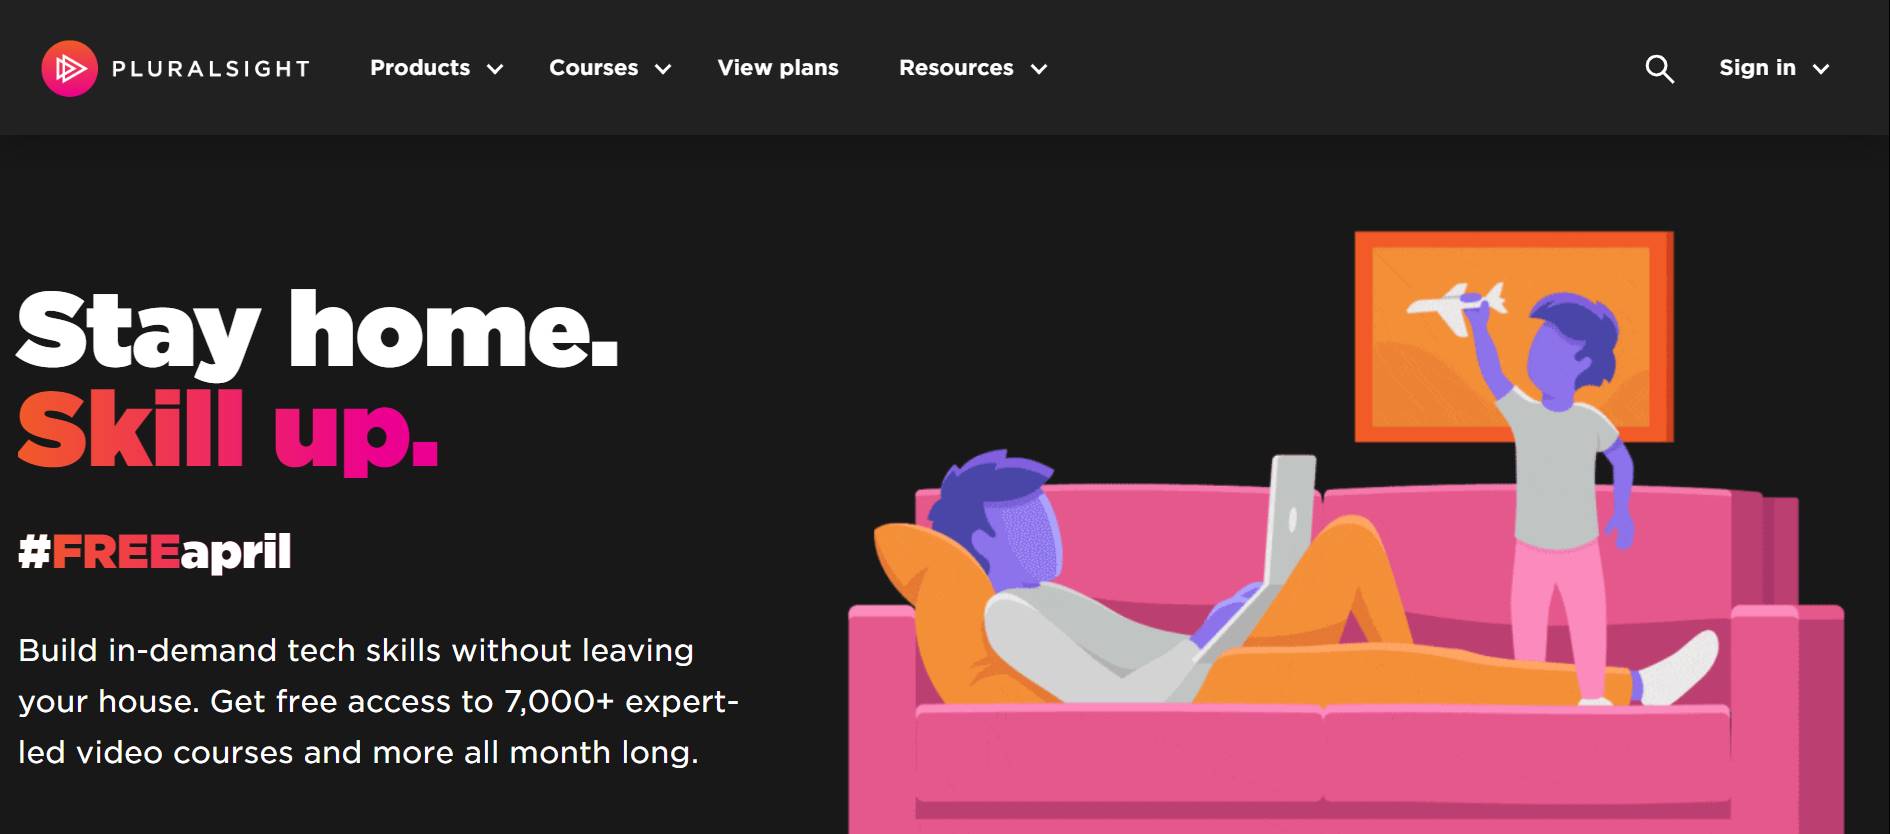 PLURALSIGHT Products Courses View plans Resources Sign in
Stay home.
Skill up.
#FREEapril
Build in-demand tech skills without leaving
your house. Get free access to 7,000+ expert-
led video courses and more all month long.